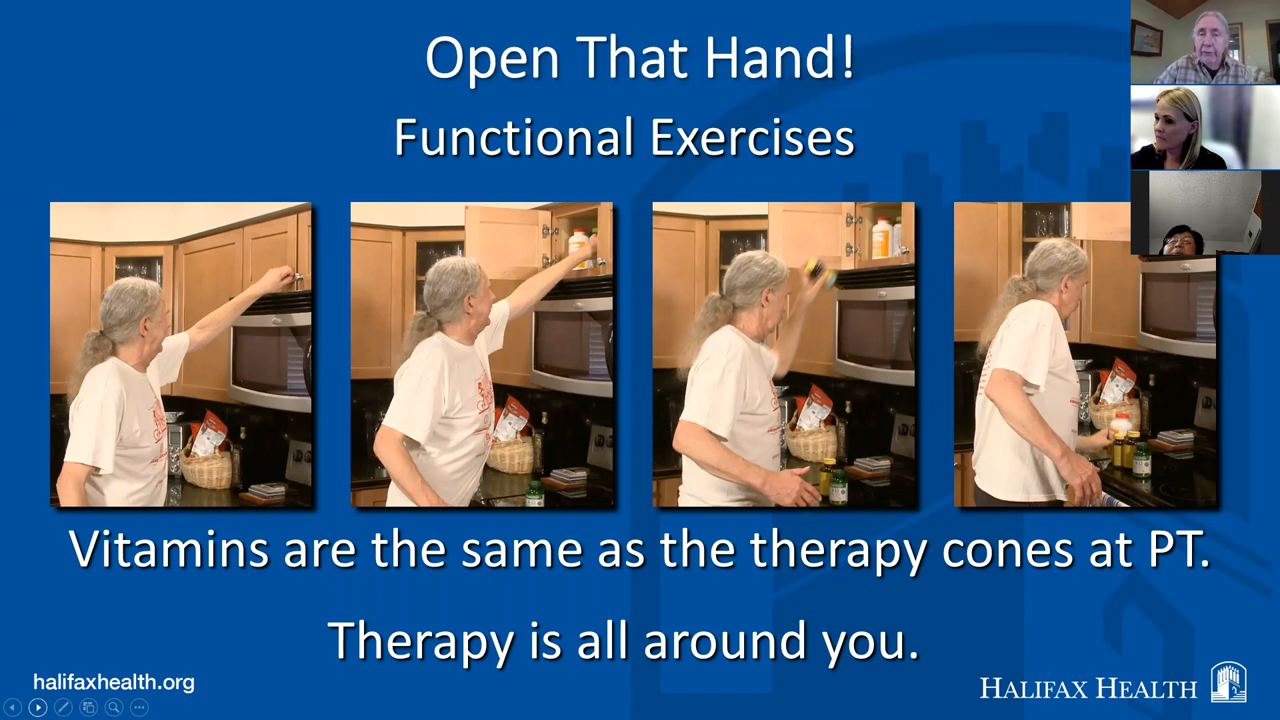 Open That Hand!
Functional Exercises
Vitamins are the same as the therapy cones at PT.
Therapy is all around you.
halifaxhealth.org
HALIFAX HEALTH